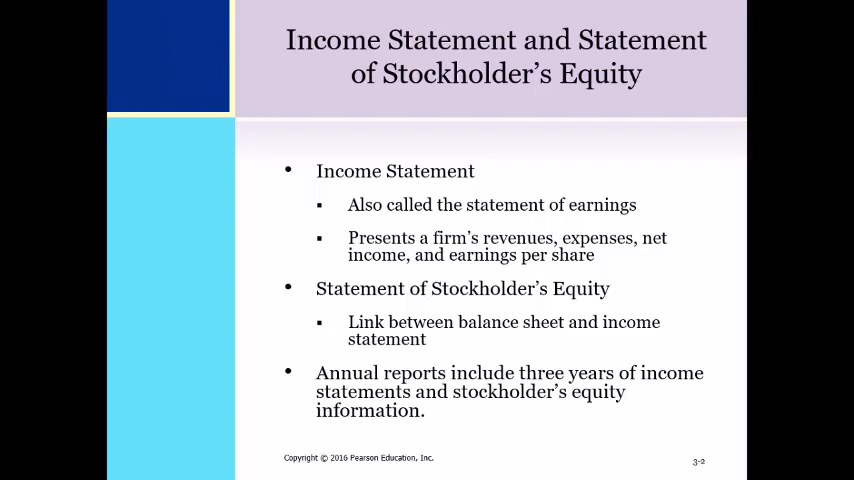 Income Statement and Statement
of Stockholder’s Equity
• Income Statement
▪ Also called the statement of earnings
▪ Presents a firm’s revenues, expenses, net
income, and earnings per share
• Statement of Stockholder’s Equity
▪ Link between balance sheet and income
statement
• Annual reports include three years of income
statements and stockholder’s equity
information.
Copyright © 2016 Pearson Education, Inc.
3-2